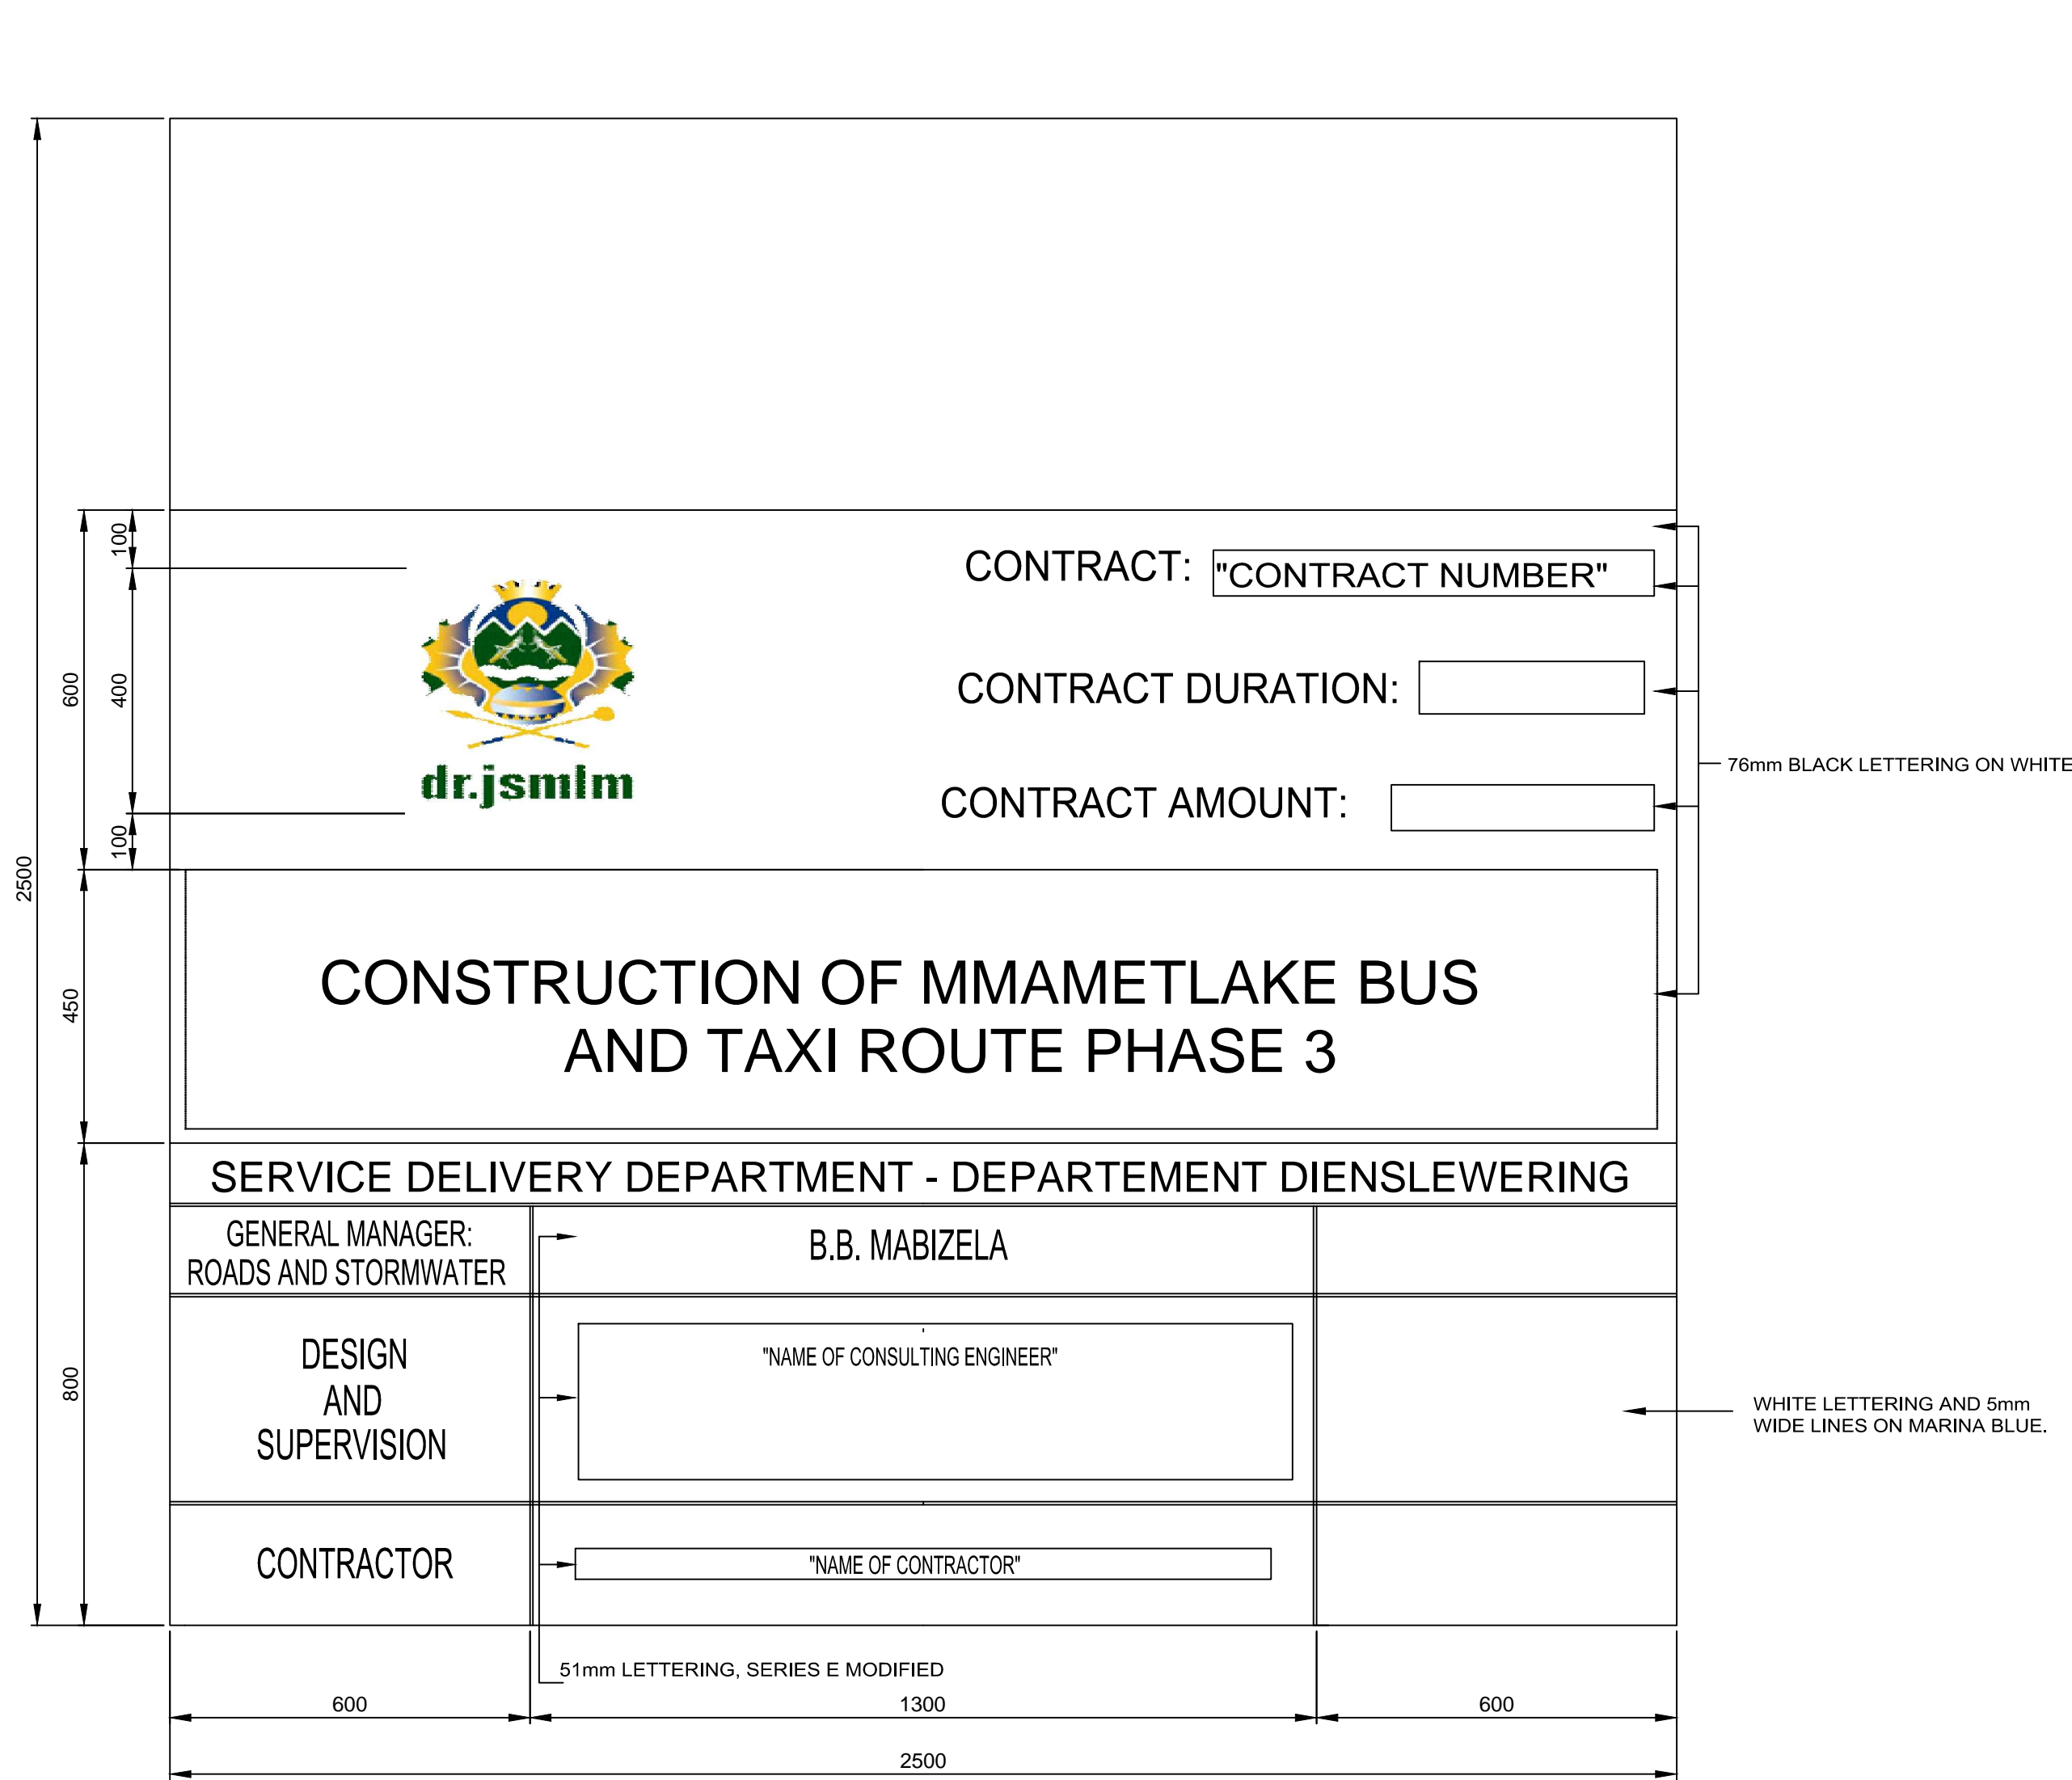 100
CONTRACT: "CONTRACT NUMBER"
600
400
CONTRACT DURATION:
dr.jsmlm
76mm BLACK LETTERING ON WHITE
CONTRACT AMOUNT:
100
2500
CONSTRUCTION OF MMAMETLAKE BUS
AND TAXI ROUTE PHASE 3
450
SERVICE DELIVERY DEPARTMENT - DEPARTEMENT DIENSLEWERING
GENERAL MANAGER:
ROADS AND STORMWATER
B.B. MABIZELA
DESIGN
AND
SUPERVISION
"NAME OF CONSULTING ENGINEER"
800
WHITE LETTERING AND 5mm
WIDE LINES ON MARINA BLUE.
CONTRACTOR
"NAME OF CONTRACTOR"
51mm LETTERING, SERIES E MODIFIED
600
1300
600
2500